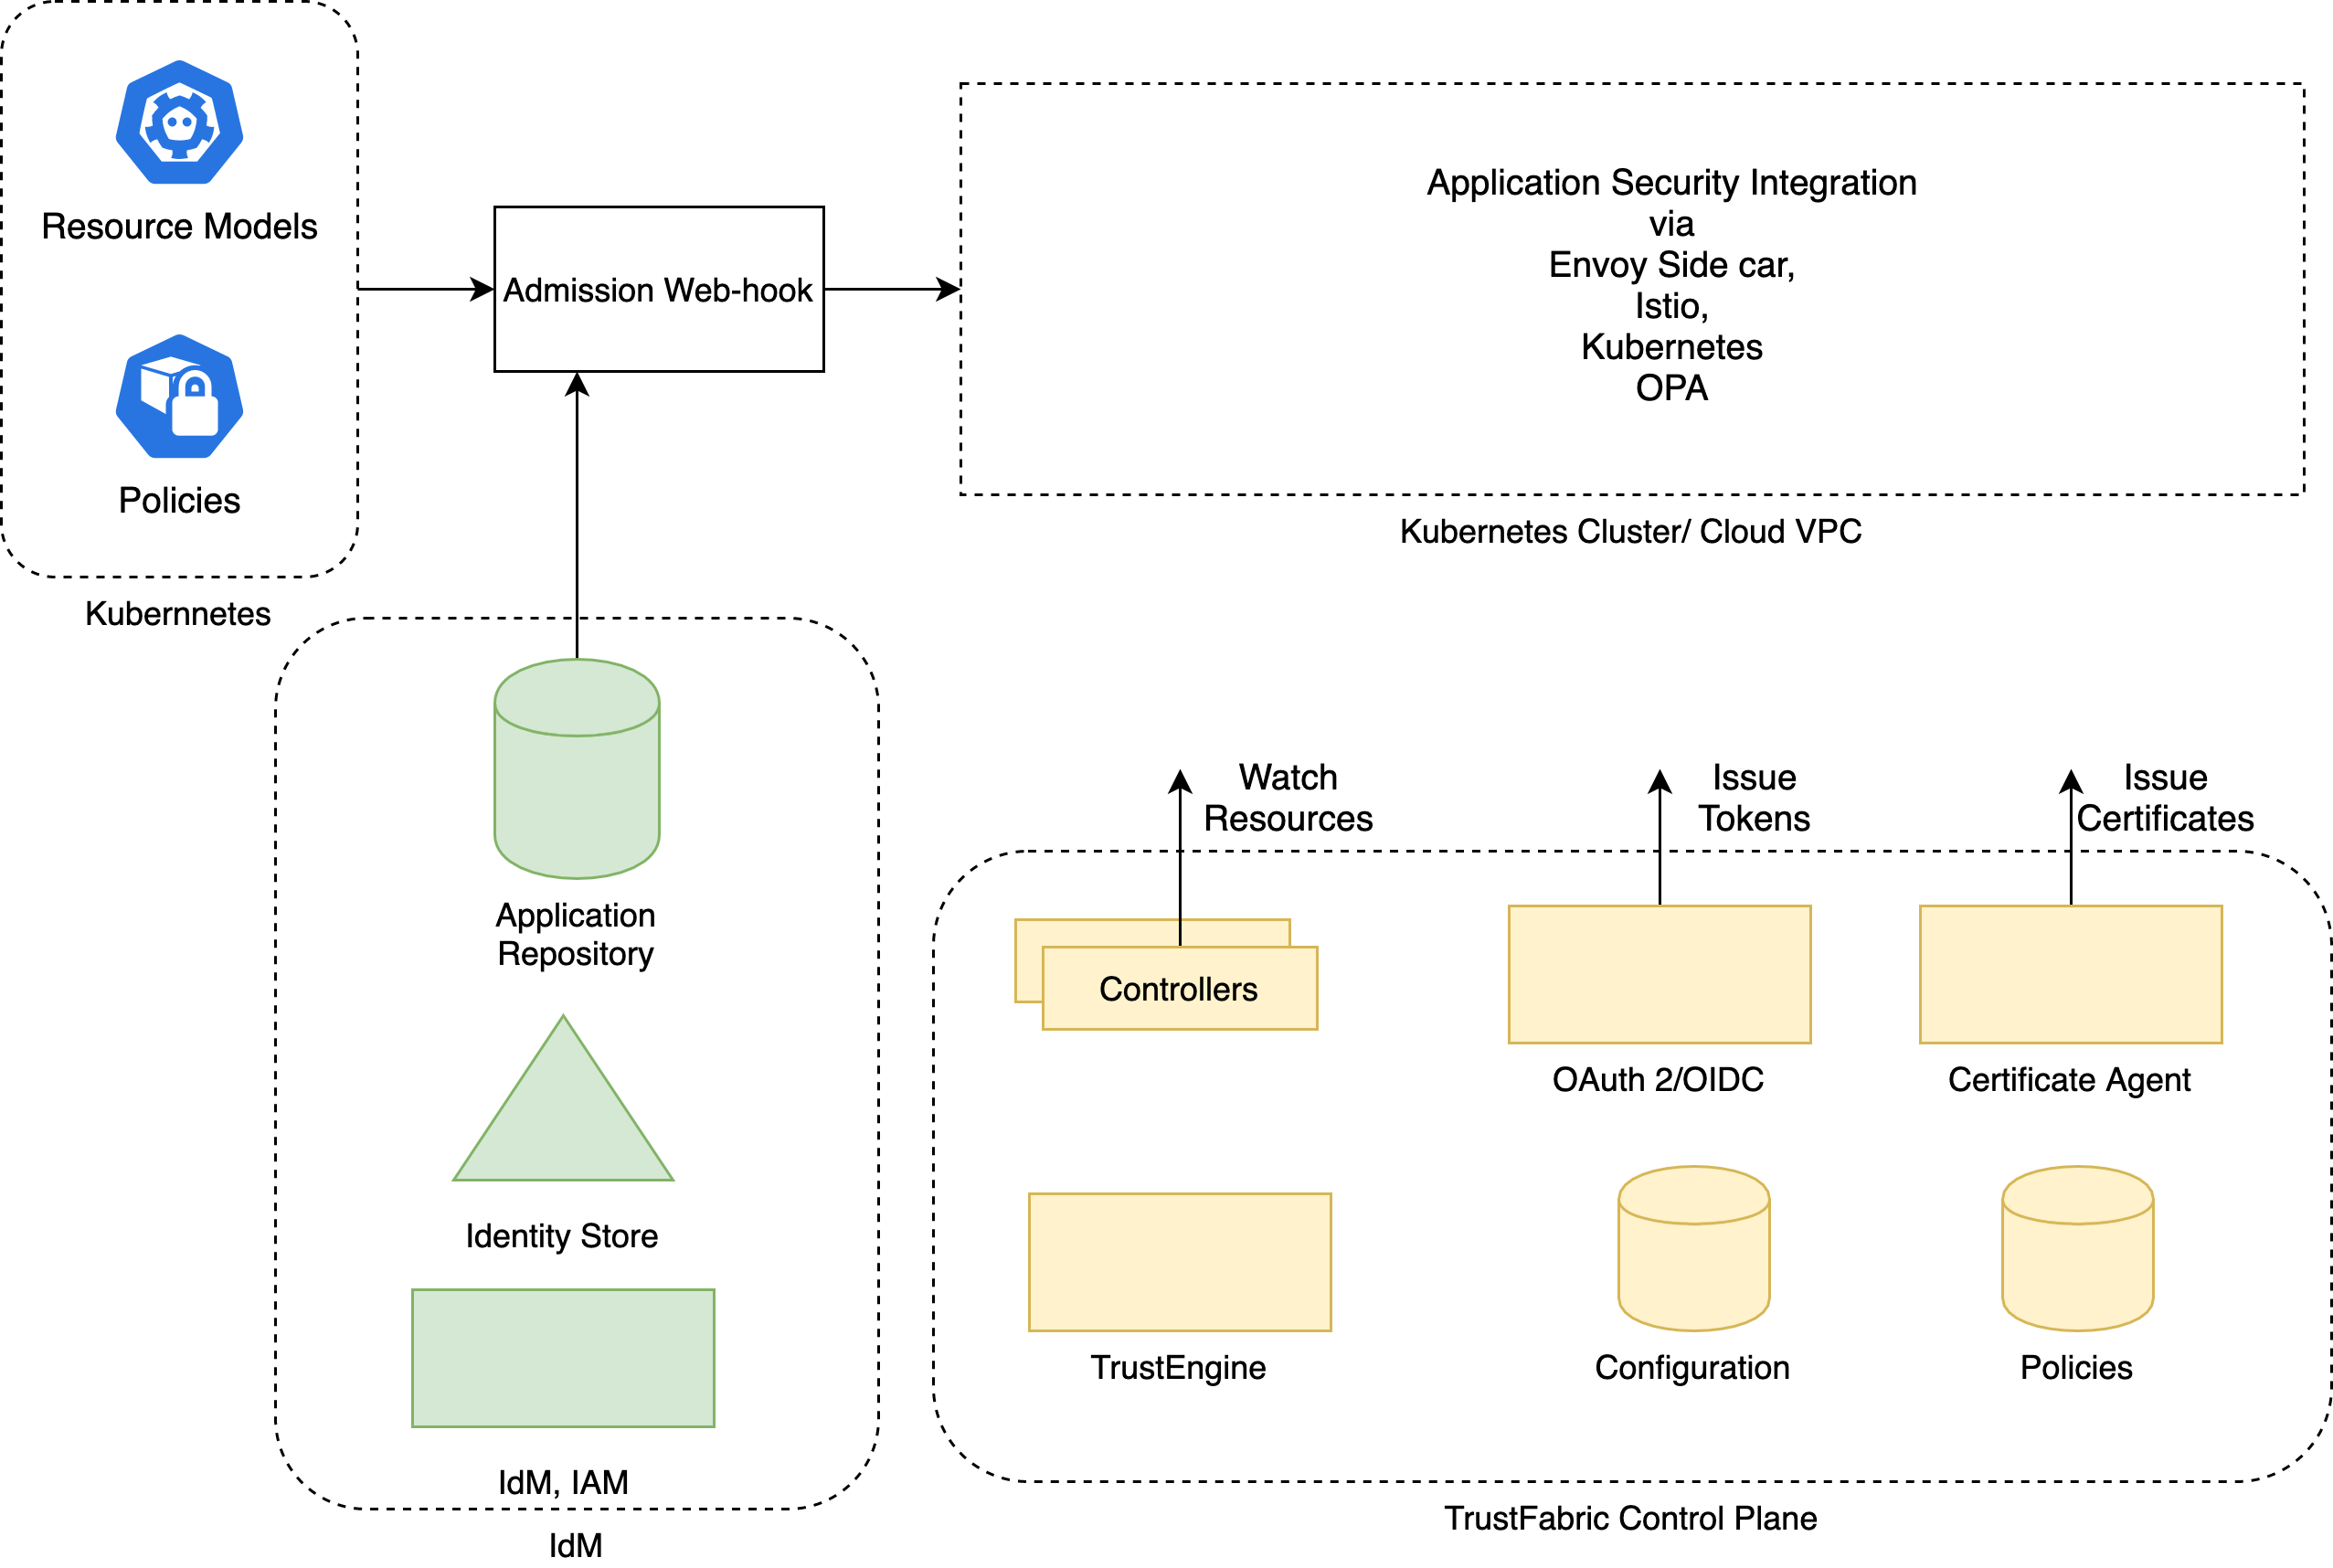 Resource Models
Policies
Kubernnetes
Admission Web-hook
Application Security Integration
via
Envoy Side car,
Istio,
Kubernetes
OPA
Kubernetes Cluster/ Cloud VPC
Application
Repository
Identity Store
IdM, IAM
IdM
Watch
Resources
Issue
Tokens
Issue
Certificates
Controllers
OAuth 2/OIDC
Certificate Agent
TrustEngine
Configuration
Policies
TrustFabric Control Plane